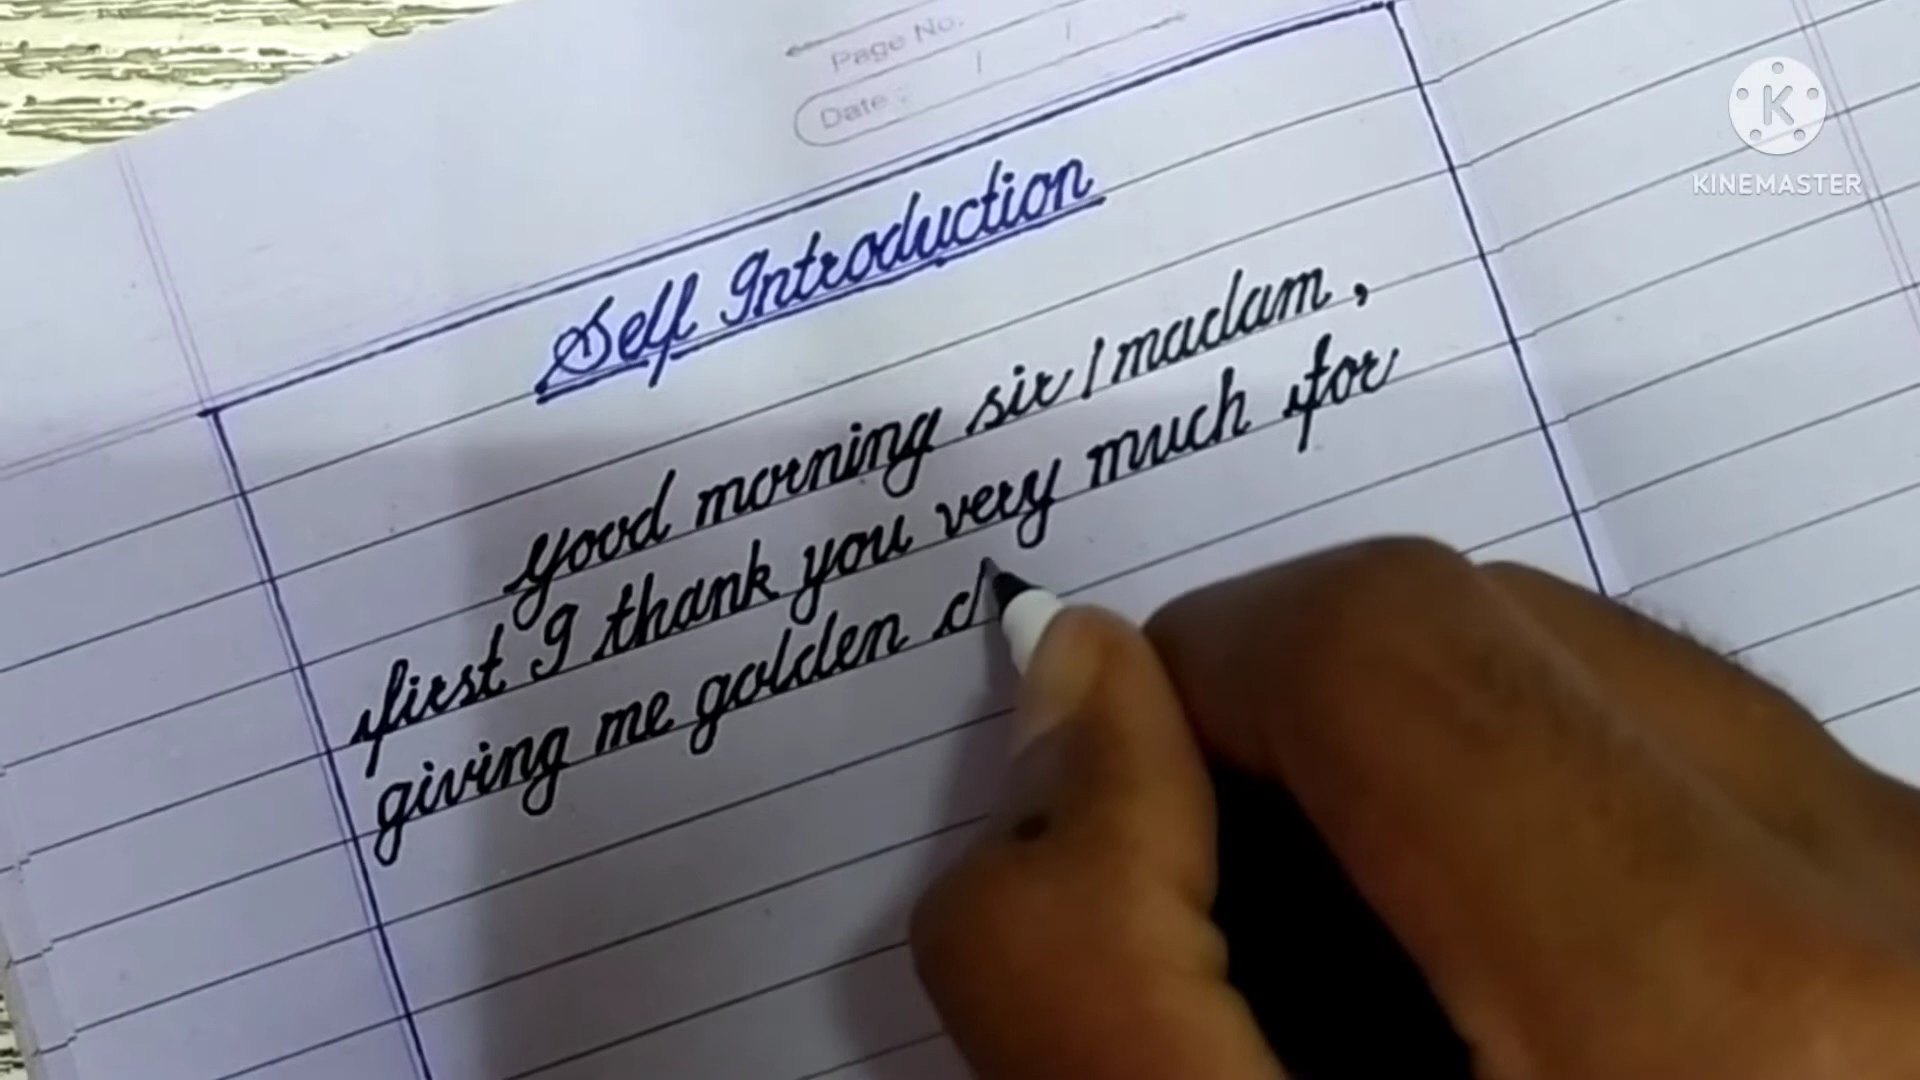 Page No.
Date : / /
KINEMASTER
Self Introduction
good morning sir / madam,
first I thank you very much for
giving me golden